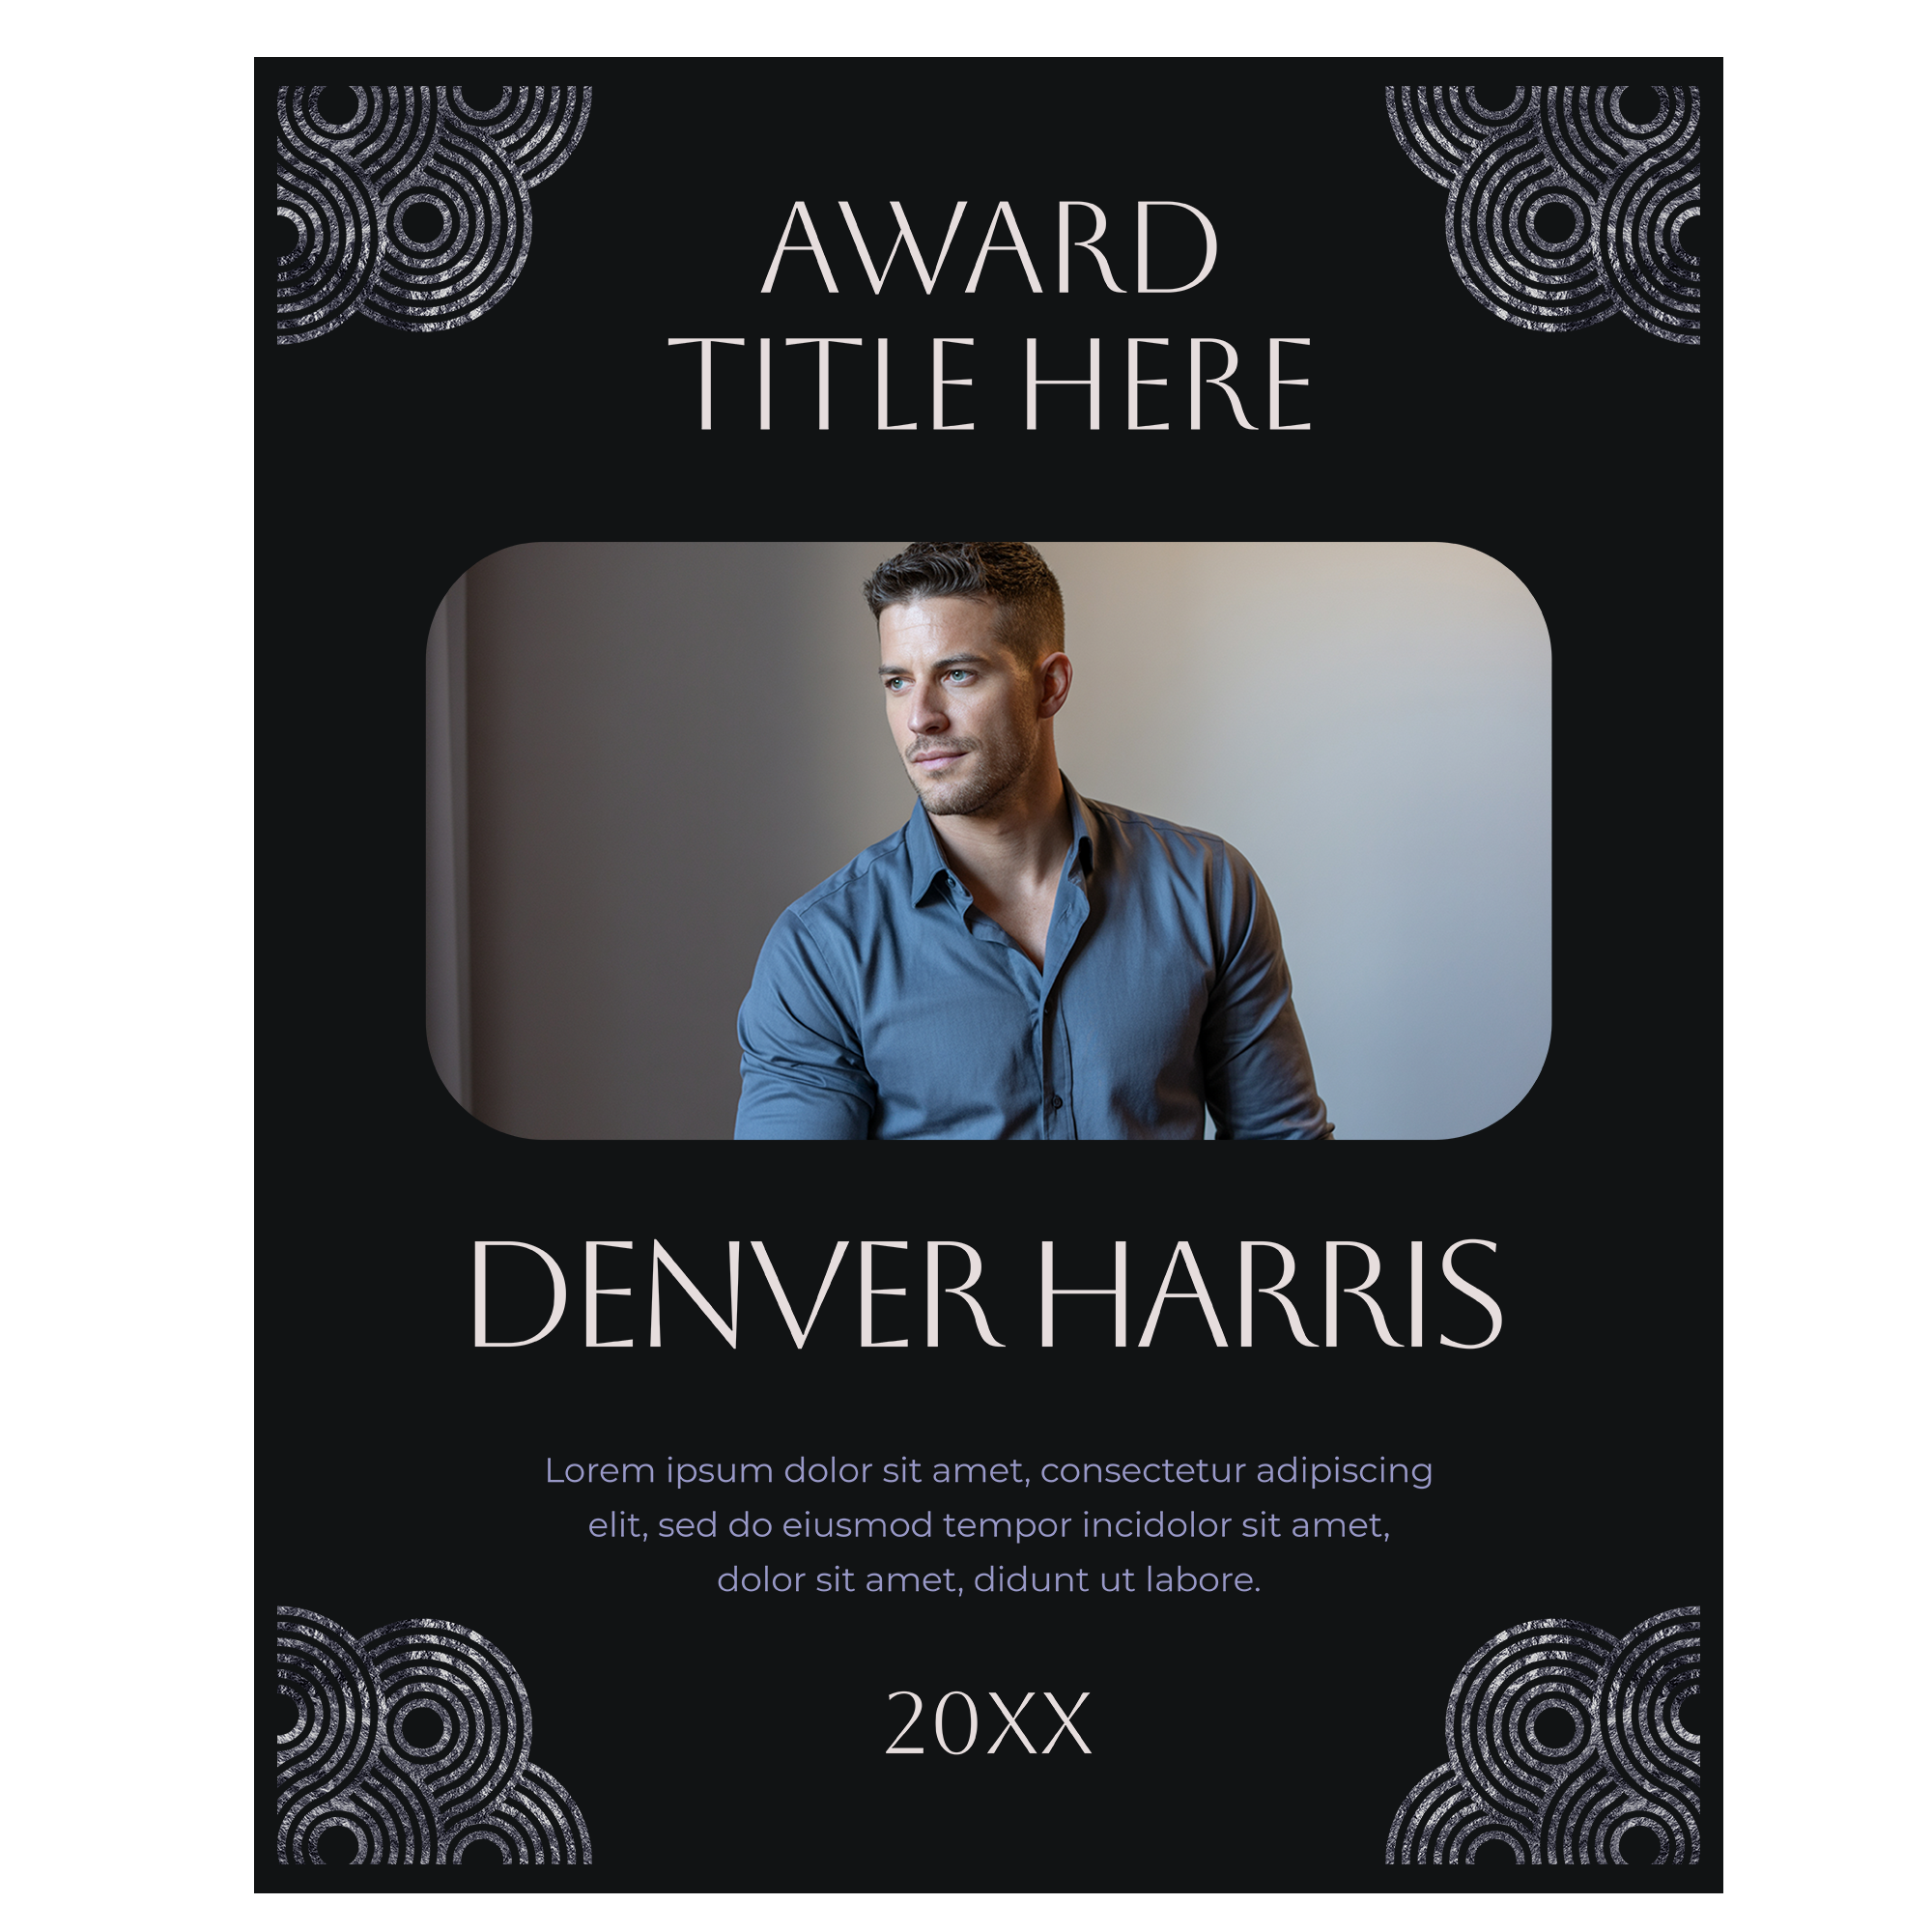 AWARD
TITLE HERE
DENVER HARRIS
Lorem ipsum dolor sit amet, consectetur adipiscing
elit, sed do eiusmod tempor incidolor sit amet,
dolor sit amet, didunt ut labore.
20XX